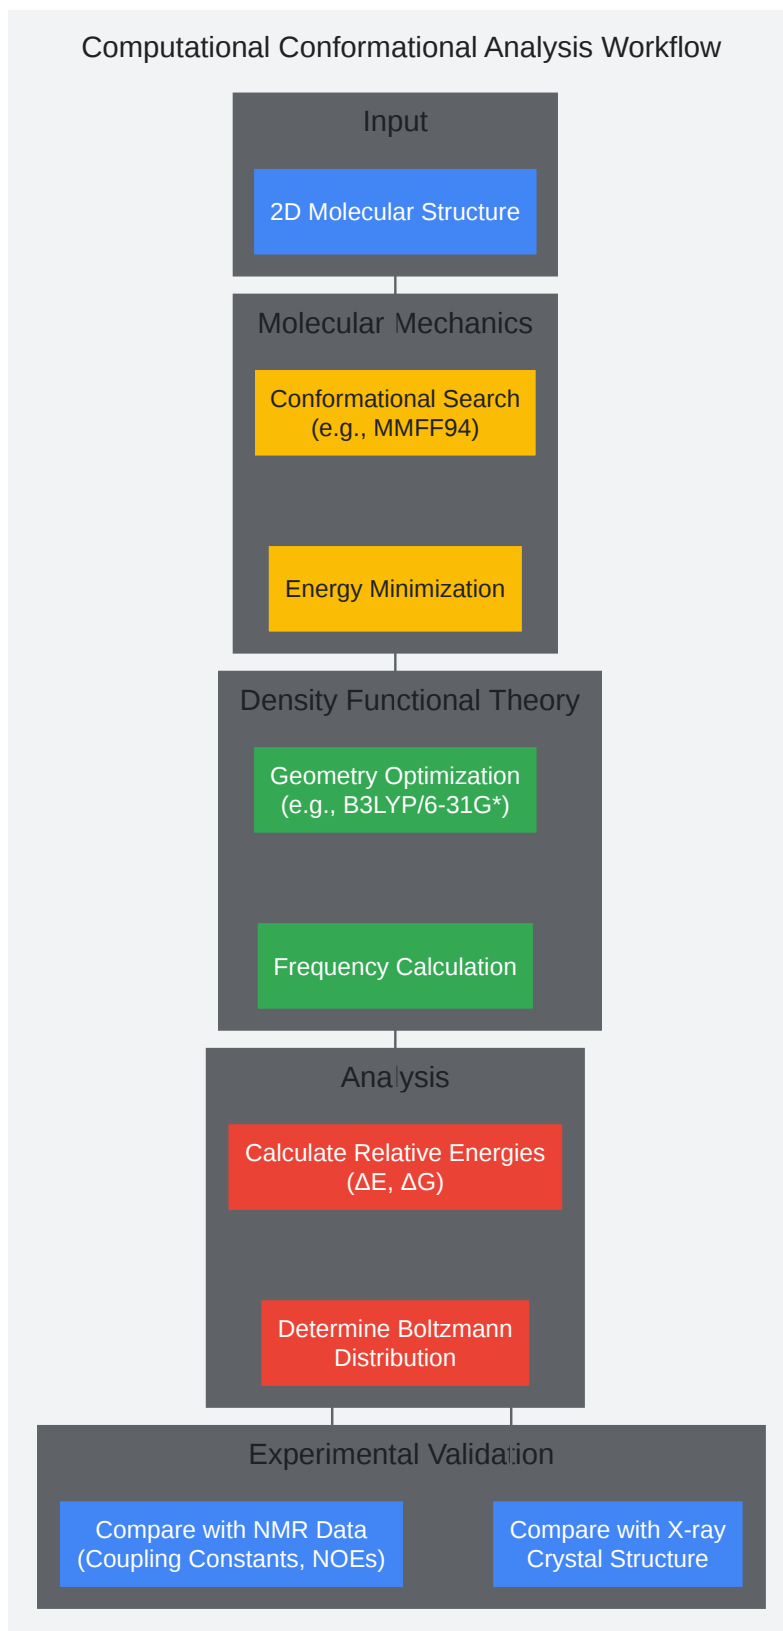 Computational Conformational Analysis Workflow
Input
2D Molecular Structure
Molecular Mechanics
Conformational Search
(e.g., MMFF94)
Energy Minimization
Density Functional Theory
Geometry Optimization
(e.g., B3LYP/6-31G*)
Frequency Calculation
Analysis
Calculate Relative Energies
(ΔE, ΔG)
Determine Boltzmann
Distribution
Experimental Validation
Compare with NMR Data
(Coupling Constants, NOEs)
Compare with X-ray
Crystal Structure